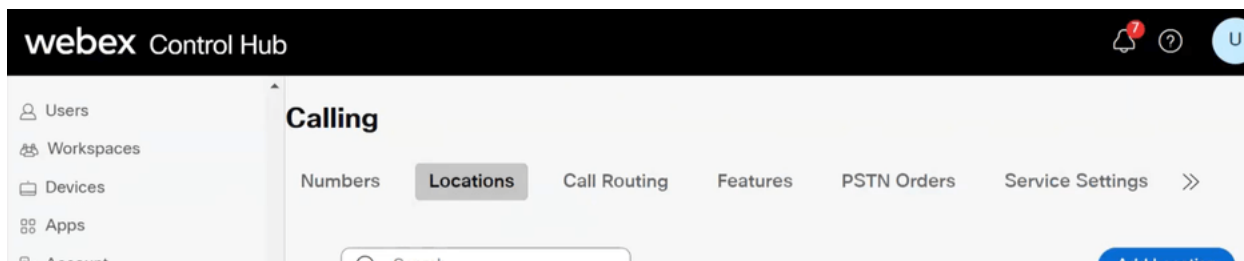 webex Control Hub
7
U
Users
Workspaces
Devices
Apps
Calling
Numbers Locations Call Routing Features PSTN Orders Service Settings